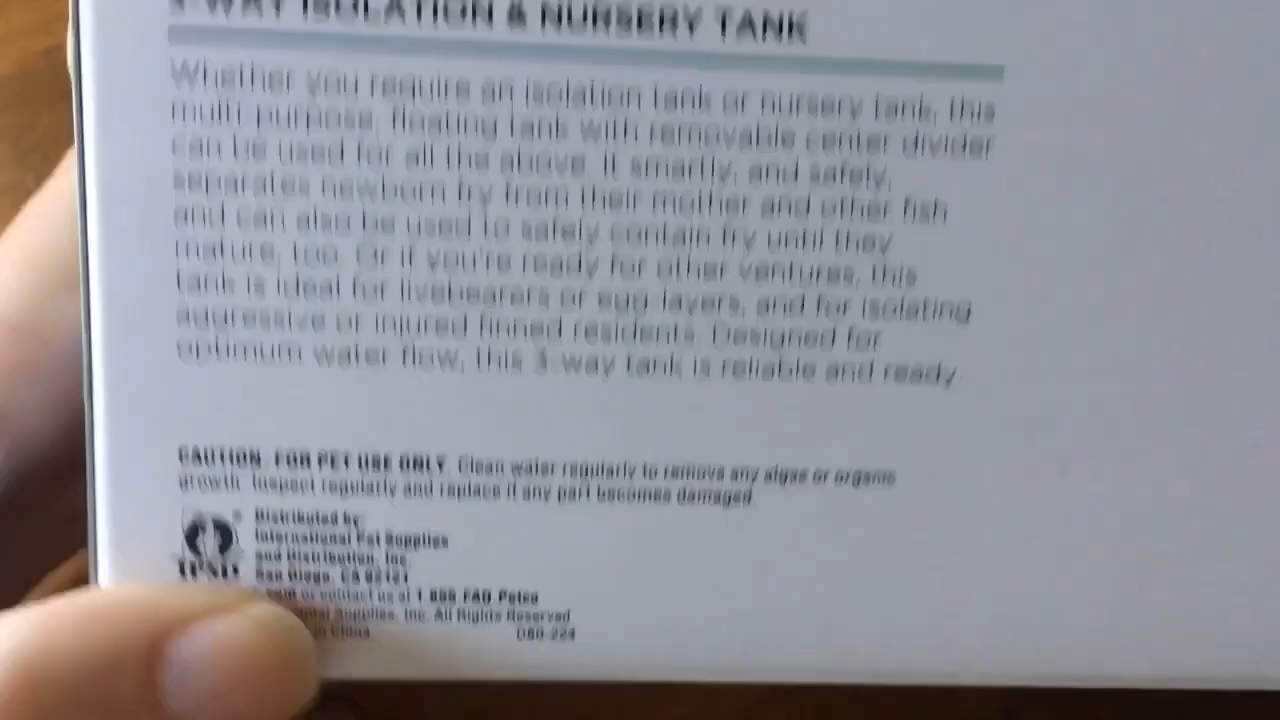 3-WAY ISOLATION & NURSERY TANK
Whether you require an isolation tank or nursery tank, this
multi-purpose, floating tank with removable center divider
can be used for all the above. It smartly, and safely,
separates newborn fry from their mother and other fish
and can also be used to safely contain fry until they
mature, too. Or if you're ready for other ventures, this
tank is ideal for livebearers or egg-layers, and for isolating
aggressive or injured finned residents. Designed for
optimum water flow, this 3-way tank is reliable and ready.
CAUTION: FOR PET USE ONLY. Clean water regularly to remove any algae or organic
growth. Inspect regularly and replace if any part becomes damaged.
Distributed by:
International Pet Supplies
and Distribution, Inc.
San Diego, CA 92121
or contact us at 1-888-FAQ-Petco
Supplies, Inc. All Rights Reserved
in China